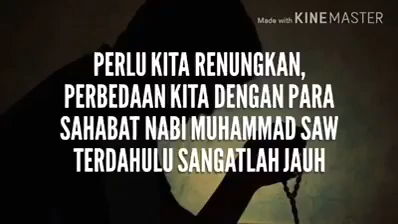 Made with KINEMASTER
PERLU KITA RENUNGKAN,
PERBEDAAN KITA DENGAN PARA
SAHABAT NABI MUHAMMAD SAW
TERDAHULU SANGATLAH JAUH